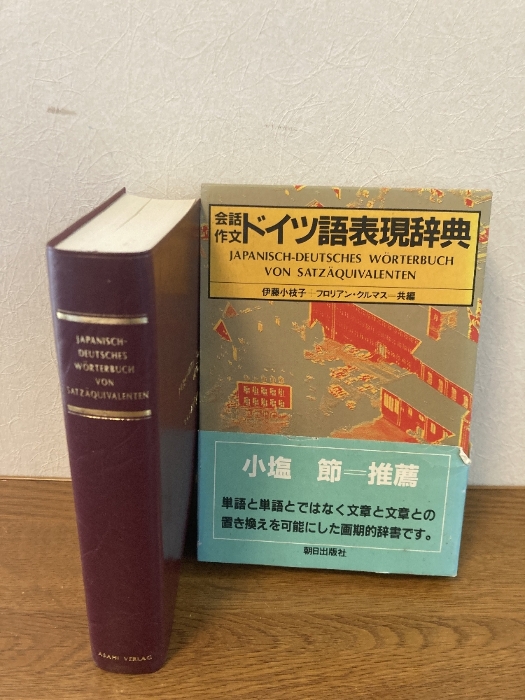 JAPANISCH-
DEUTSCHES
WÖRTERBUCH
VON
SATZÄQUIVALENTEN
ASAHI VERLAG
会話
作文
ドイツ語表現辞典
JAPANISCH-DEUTSCHES WÖRTERBUCH
VON SATZÄQUIVALENTEN
伊藤小枝子+フロリアン・クルマス=共編
小塩 節=推薦
単語と単語とではなく文章と文章との
置き換えを可能にした画期的辞書です。
朝日出版社